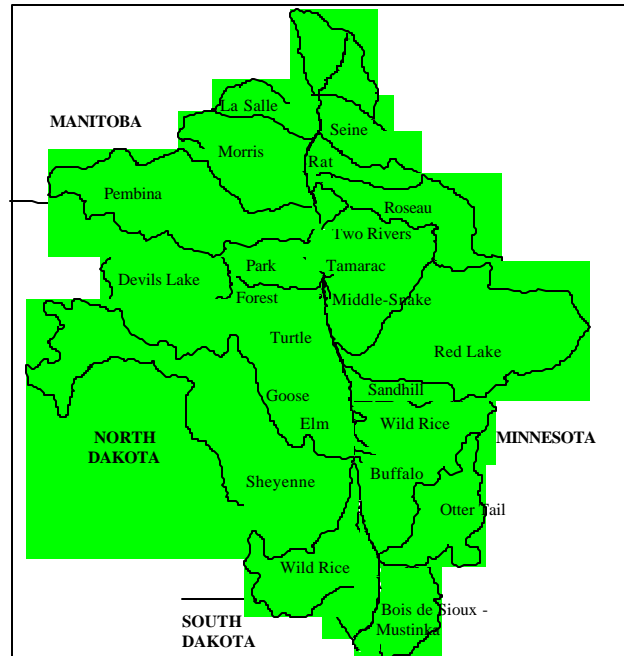 La Salle
MANITOBA
Seine
Morris
Rat
Pembina
Roseau
Two Rivers
Park
Tamarac
Devils Lake
Forest
Middle-Snake
Turtle
Red Lake
Sandhill
Goose
Elm
Wild Rice
NORTH
DAKOTA
MINNESOTA
Buffalo
Sheyenne
Otter Tail
Wild Rice
Bois de Sioux -
Mustinka
SOUTH
DAKOTA